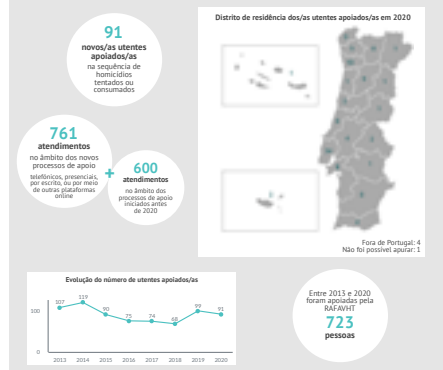 91
novos/as utentes
apoiados/as
na sequência de
homicídios
tentados ou
consumados
761
atendimentos
no âmbito dos novos
processos de apoio
telefónicos, presenciais,
por escrito, ou por meio
de outras plataformas
online
+
600
atendimentos
no âmbito dos
processos de apoio
iniciados antes
de 2020
Distrito de residência dos/as utentes apoiados/as em 2020
Fora de Portugal: 4
Não foi possível apurar: 1
Evolução do número de utentes apoiados/as
100
0
107 119 90 75 74 68 99 91
2013 2014 2015 2016 2017 2018 2019 2020
Entre 2013 e 2020
foram apoiadas pela
RAFAVHT
723
pessoas